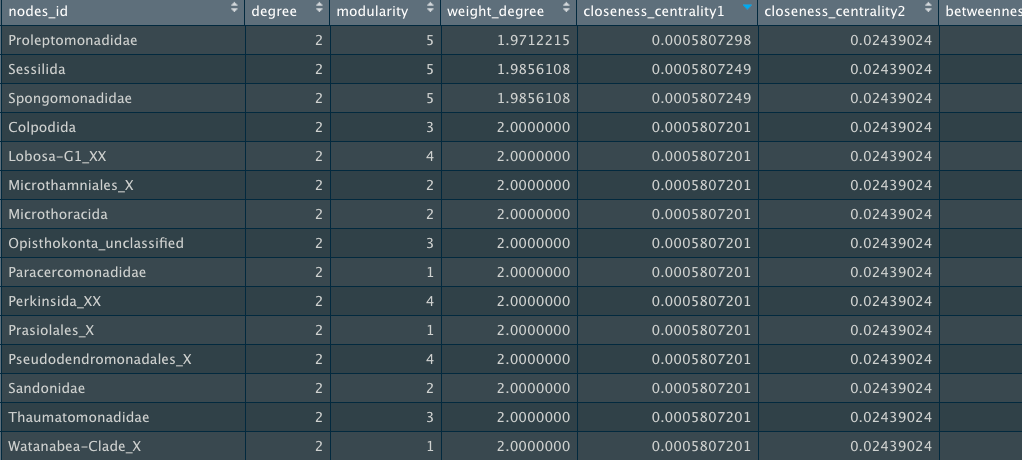 nodes_id degree modularity weight_degree closeness_centrality1 closeness_centrality2 betweennes
Proleptomonadidae 2 5 1.9712215 0.0005807298 0.02439024
Sessilida 2 5 1.9856108 0.0005807249 0.02439024
Spongomonadidae 2 5 1.9856108 0.0005807249 0.02439024
Colpodida 2 3 2.0000000 0.0005807201 0.02439024
Lobosa-G1_XX 2 4 2.0000000 0.0005807201 0.02439024
Microthamniales_X 2 2 2.0000000 0.0005807201 0.02439024
Microthoracida 2 2 2.0000000 0.0005807201 0.02439024
Opisthokonta_unclassified 2 3 2.0000000 0.0005807201 0.02439024
Paracercomonadidae 2 1 2.0000000 0.0005807201 0.02439024
Perkinsida_XX 2 4 2.0000000 0.0005807201 0.02439024
Prasiolales_X 2 1 2.0000000 0.0005807201 0.02439024
Pseudodendromonadales_X 2 4 2.0000000 0.0005807201 0.02439024
Sandonidae 2 2 2.0000000 0.0005807201 0.02439024
Thaumatomonadidae 2 3 2.0000000 0.0005807201 0.02439024
Watanabea-Clade_X 2 1 2.0000000 0.0005807201 0.02439024